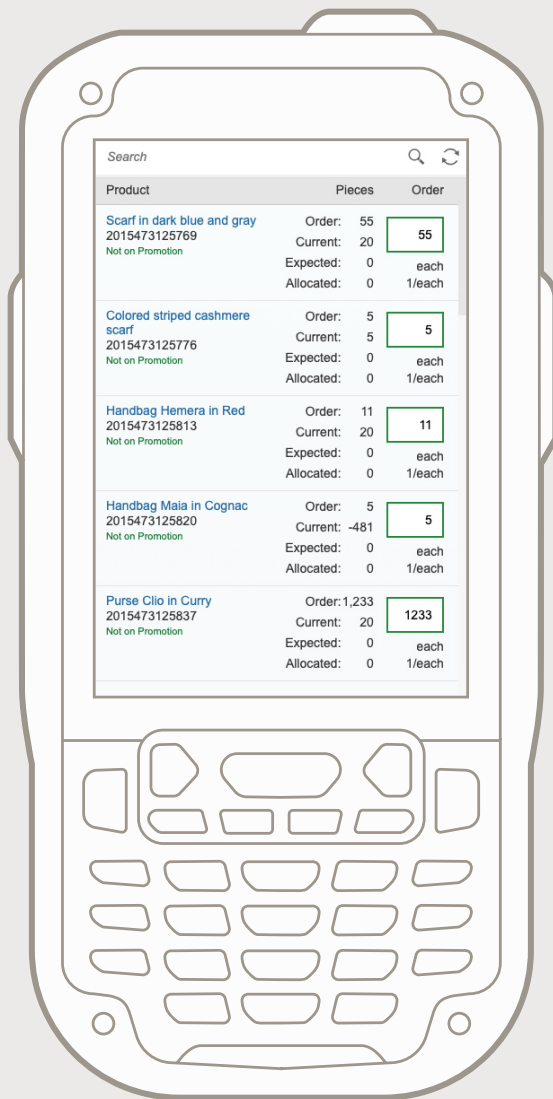 Search
Product Pieces Order
Scarf in dark blue and gray Order: 55 55
2015473125769 Current: 20
Not on Promotion Expected: 0 each
Allocated: 0 1/each
Colored striped cashmere Order: 5 5
scarf Current: 5
2015473125776 Expected: 0 each
Not on Promotion Allocated: 0 1/each
Handbag Hemera in Red Order: 11 11
2015473125813 Current: 20
Not on Promotion Expected: 0 each
Allocated: 0 1/each
Handbag Maia in Cognac Order: 5 5
2015473125820 Current: -481
Not on Promotion Expected: 0 each
Allocated: 0 1/each
Purse Clio in Curry Order: 1,233 1233
2015473125837 Current: 20
Not on Promotion Expected: 0 each
Allocated: 0 1/each